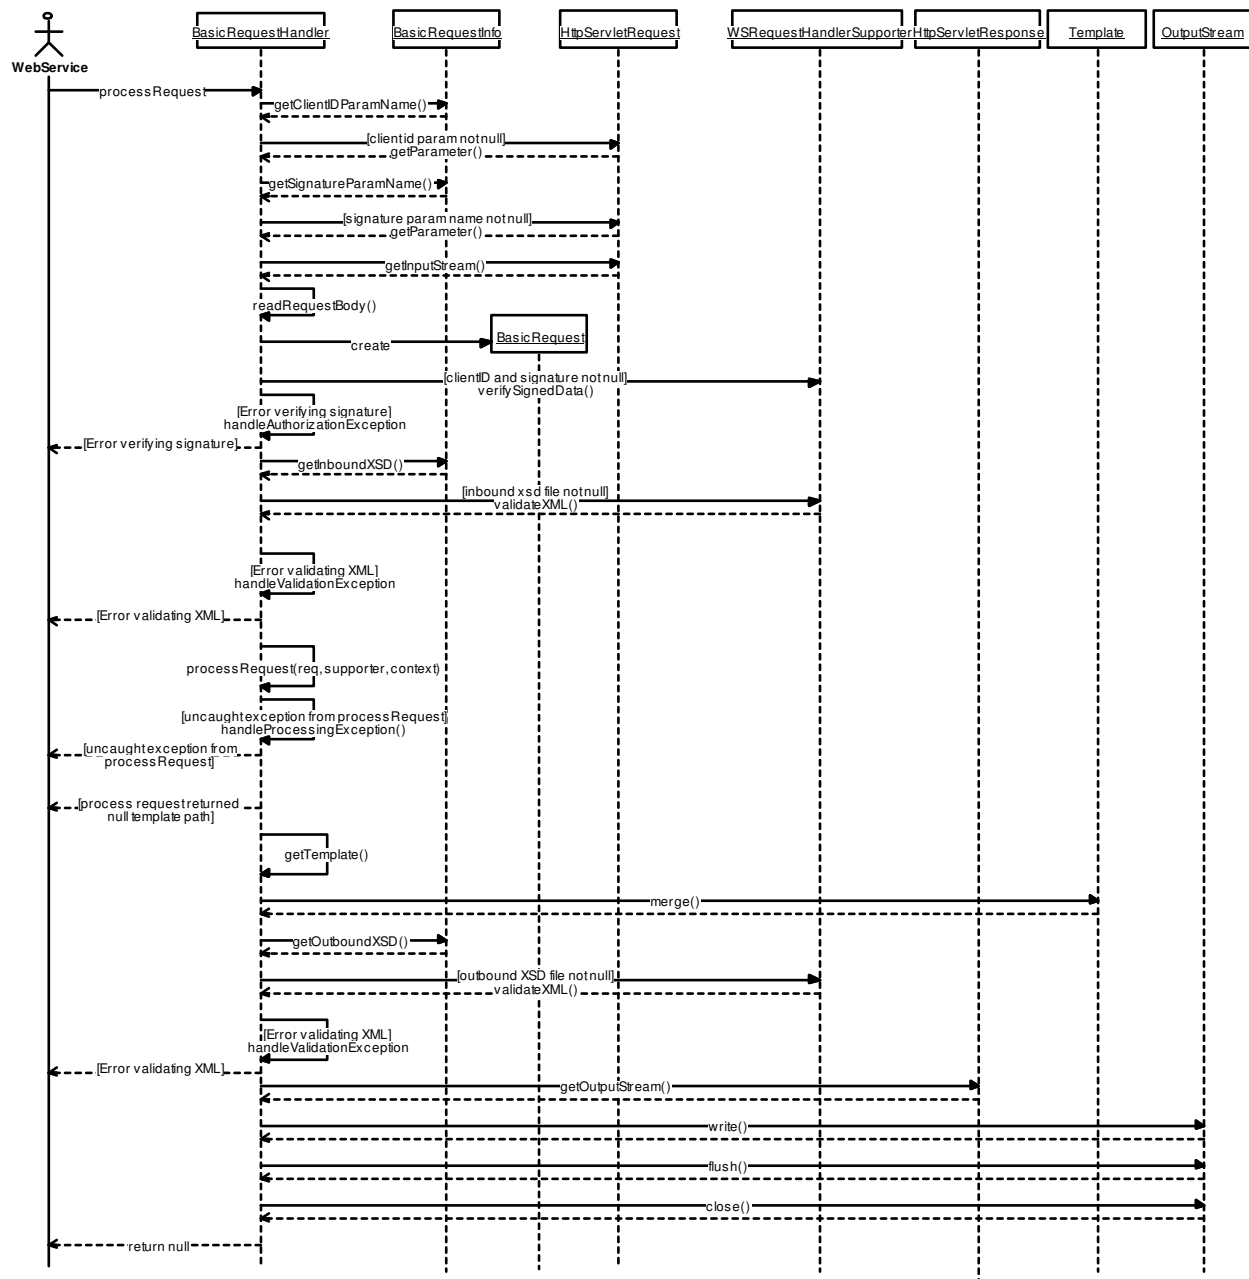 WebService
BasicRequestHandler
BasicRequestInfo
HttpServletRequest
WSRequestHandlerSupporter
HttpServletResponse
Template
OutputStream
processRequest
getClientIDParamName()
[client id param not null]
getParameter()
getSignatureParamName()
[signature param name not null]
getParameter()
getInputStream()
readRequestBody()
create
BasicRequest
[clientID and signature not null]
verifySignedData()
[Error verifying signature]
handleAuthorizationException
[Error verifying signature]
getInboundXSD()
[inbound xsd file not null]
validateXML()
[Error validating XML]
handleValidationException
[Error validating XML]
processRequest(req, supporter, context)
[uncaught exception from processRequest]
handleProcessingException()
[uncaught exception from
processRequest]
[process request returned
null template path]
getTemplate()
merge()
getOutboundXSD()
[outbound XSD file not null]
validateXML()
[Error validating XML]
handleValidationException
[Error validating XML]
getOutputStream()
write()
flush()
close()
return null